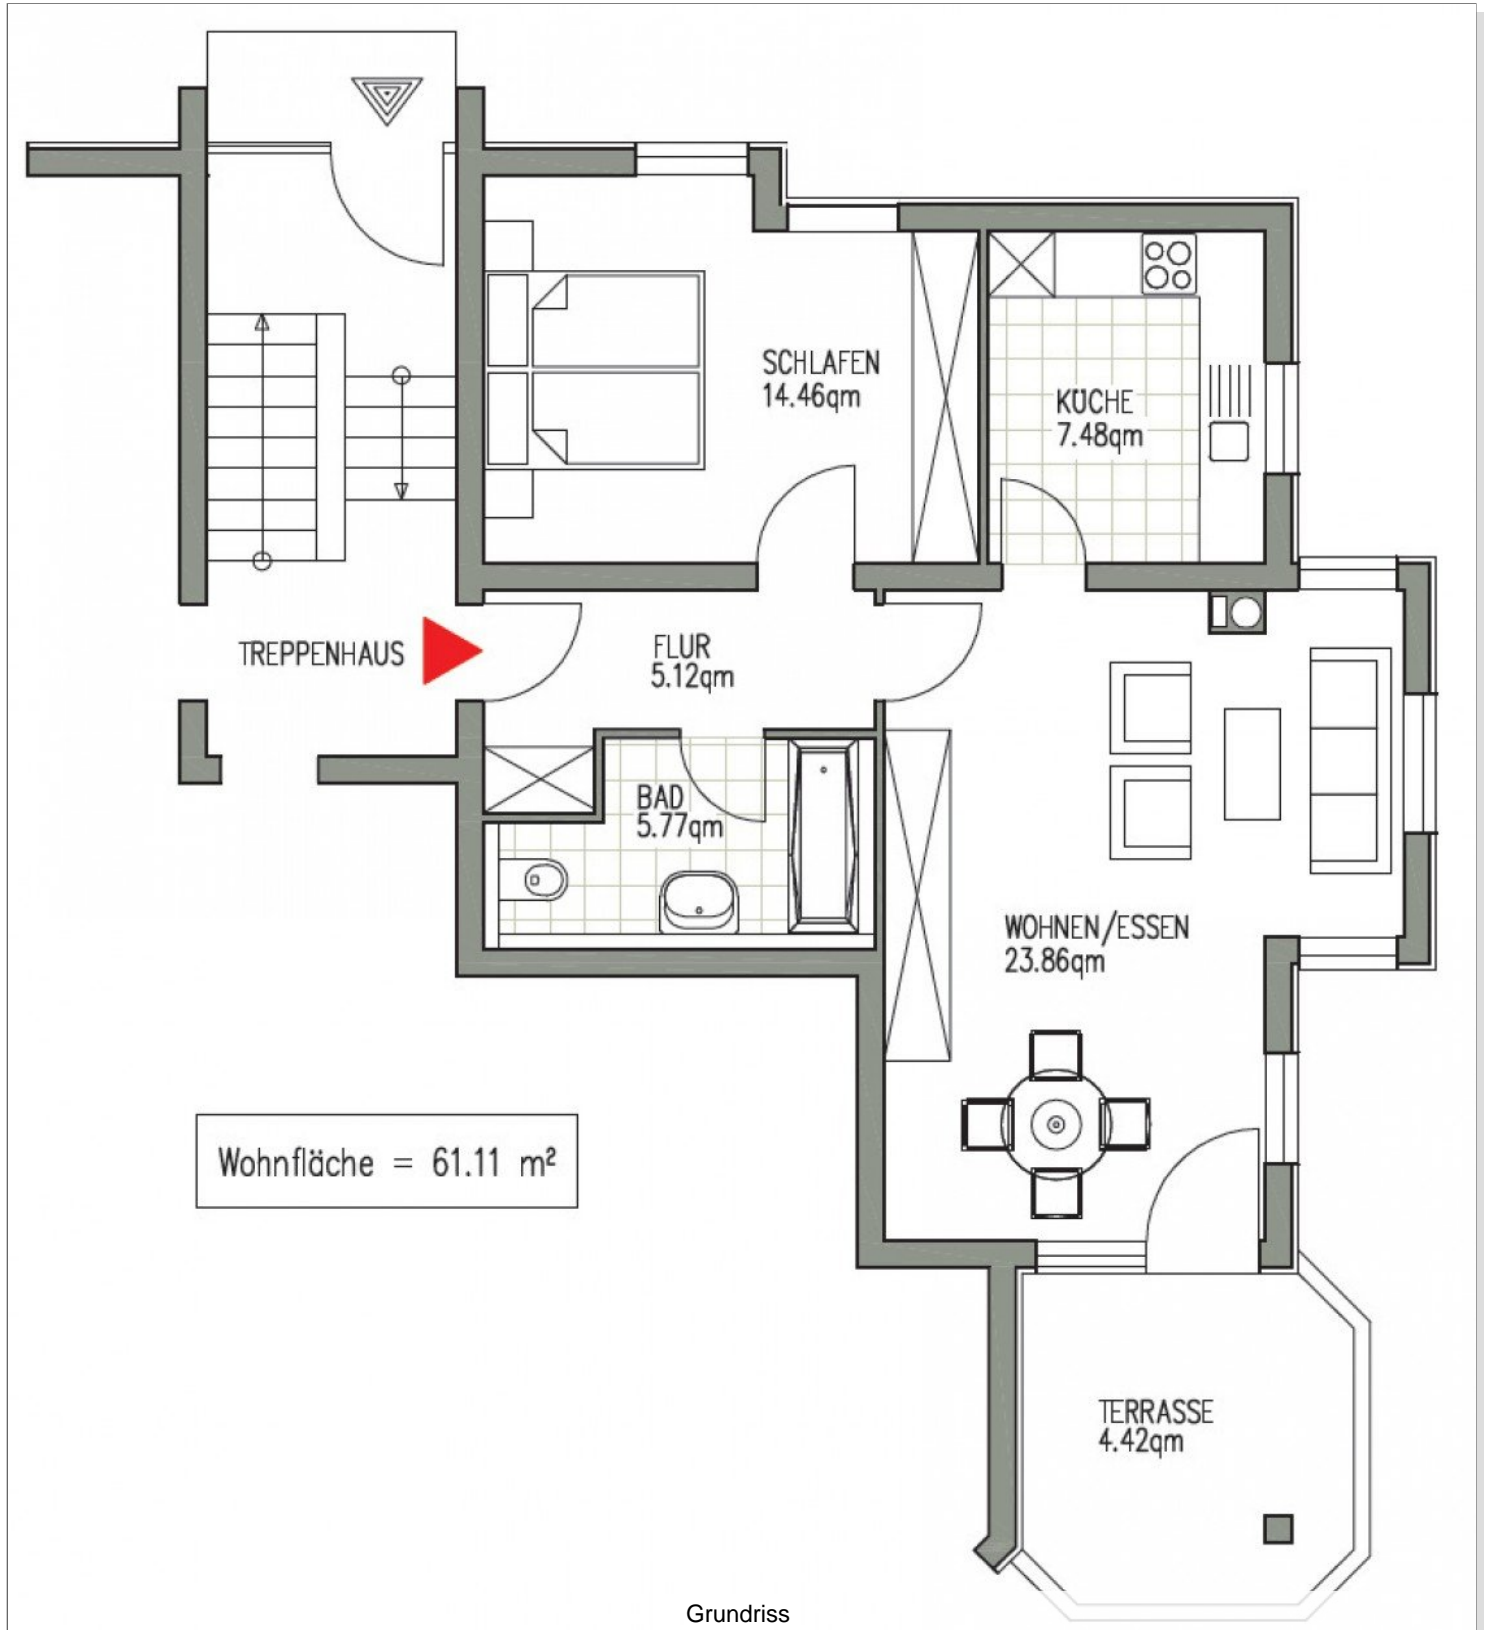 SCHLAFEN
14.46qm
KÜCHE
7.48qm
TREPPENHAUS
FLUR
5.12qm
BAD
5.77qm
WOHNEN/ESSEN
23.86qm
Wohnfläche = 61.11 m²
TERRASSE
4.42qm
Grundriss